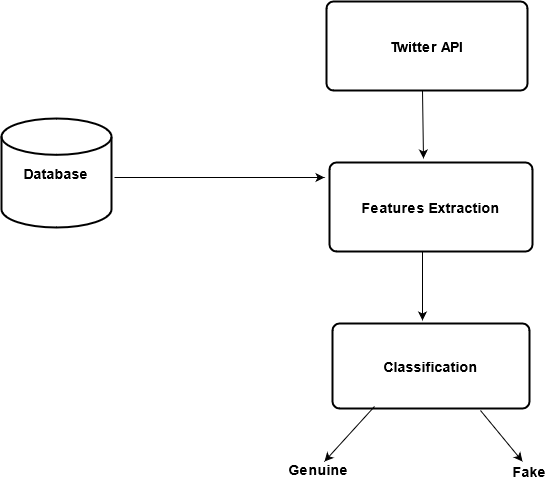 Twitter API
Database
Features Extraction
Classification
Genuine
Fake